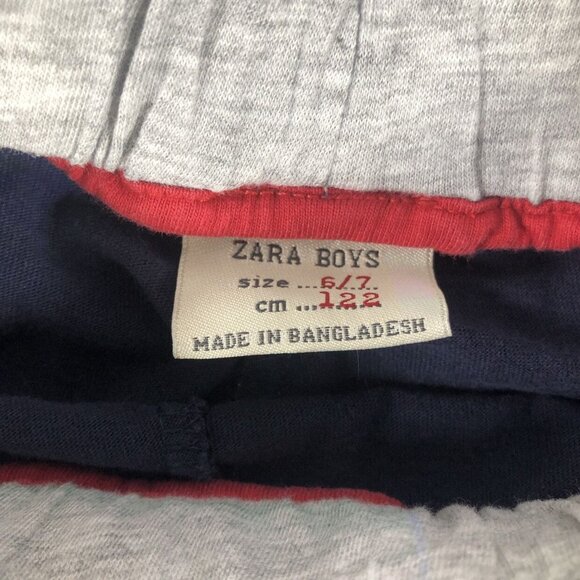 ZARA BOYS
size ...6/7.
cm ...122
MADE IN BANGLADESH